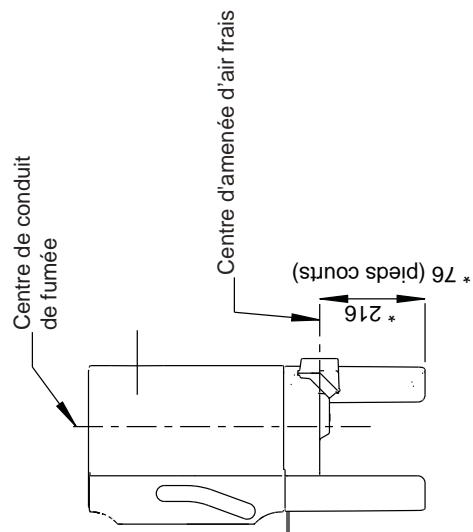 Centre de conduit
de fumée
Centre d'amenée d'air frais
* 216
* 76 (pieds courts)